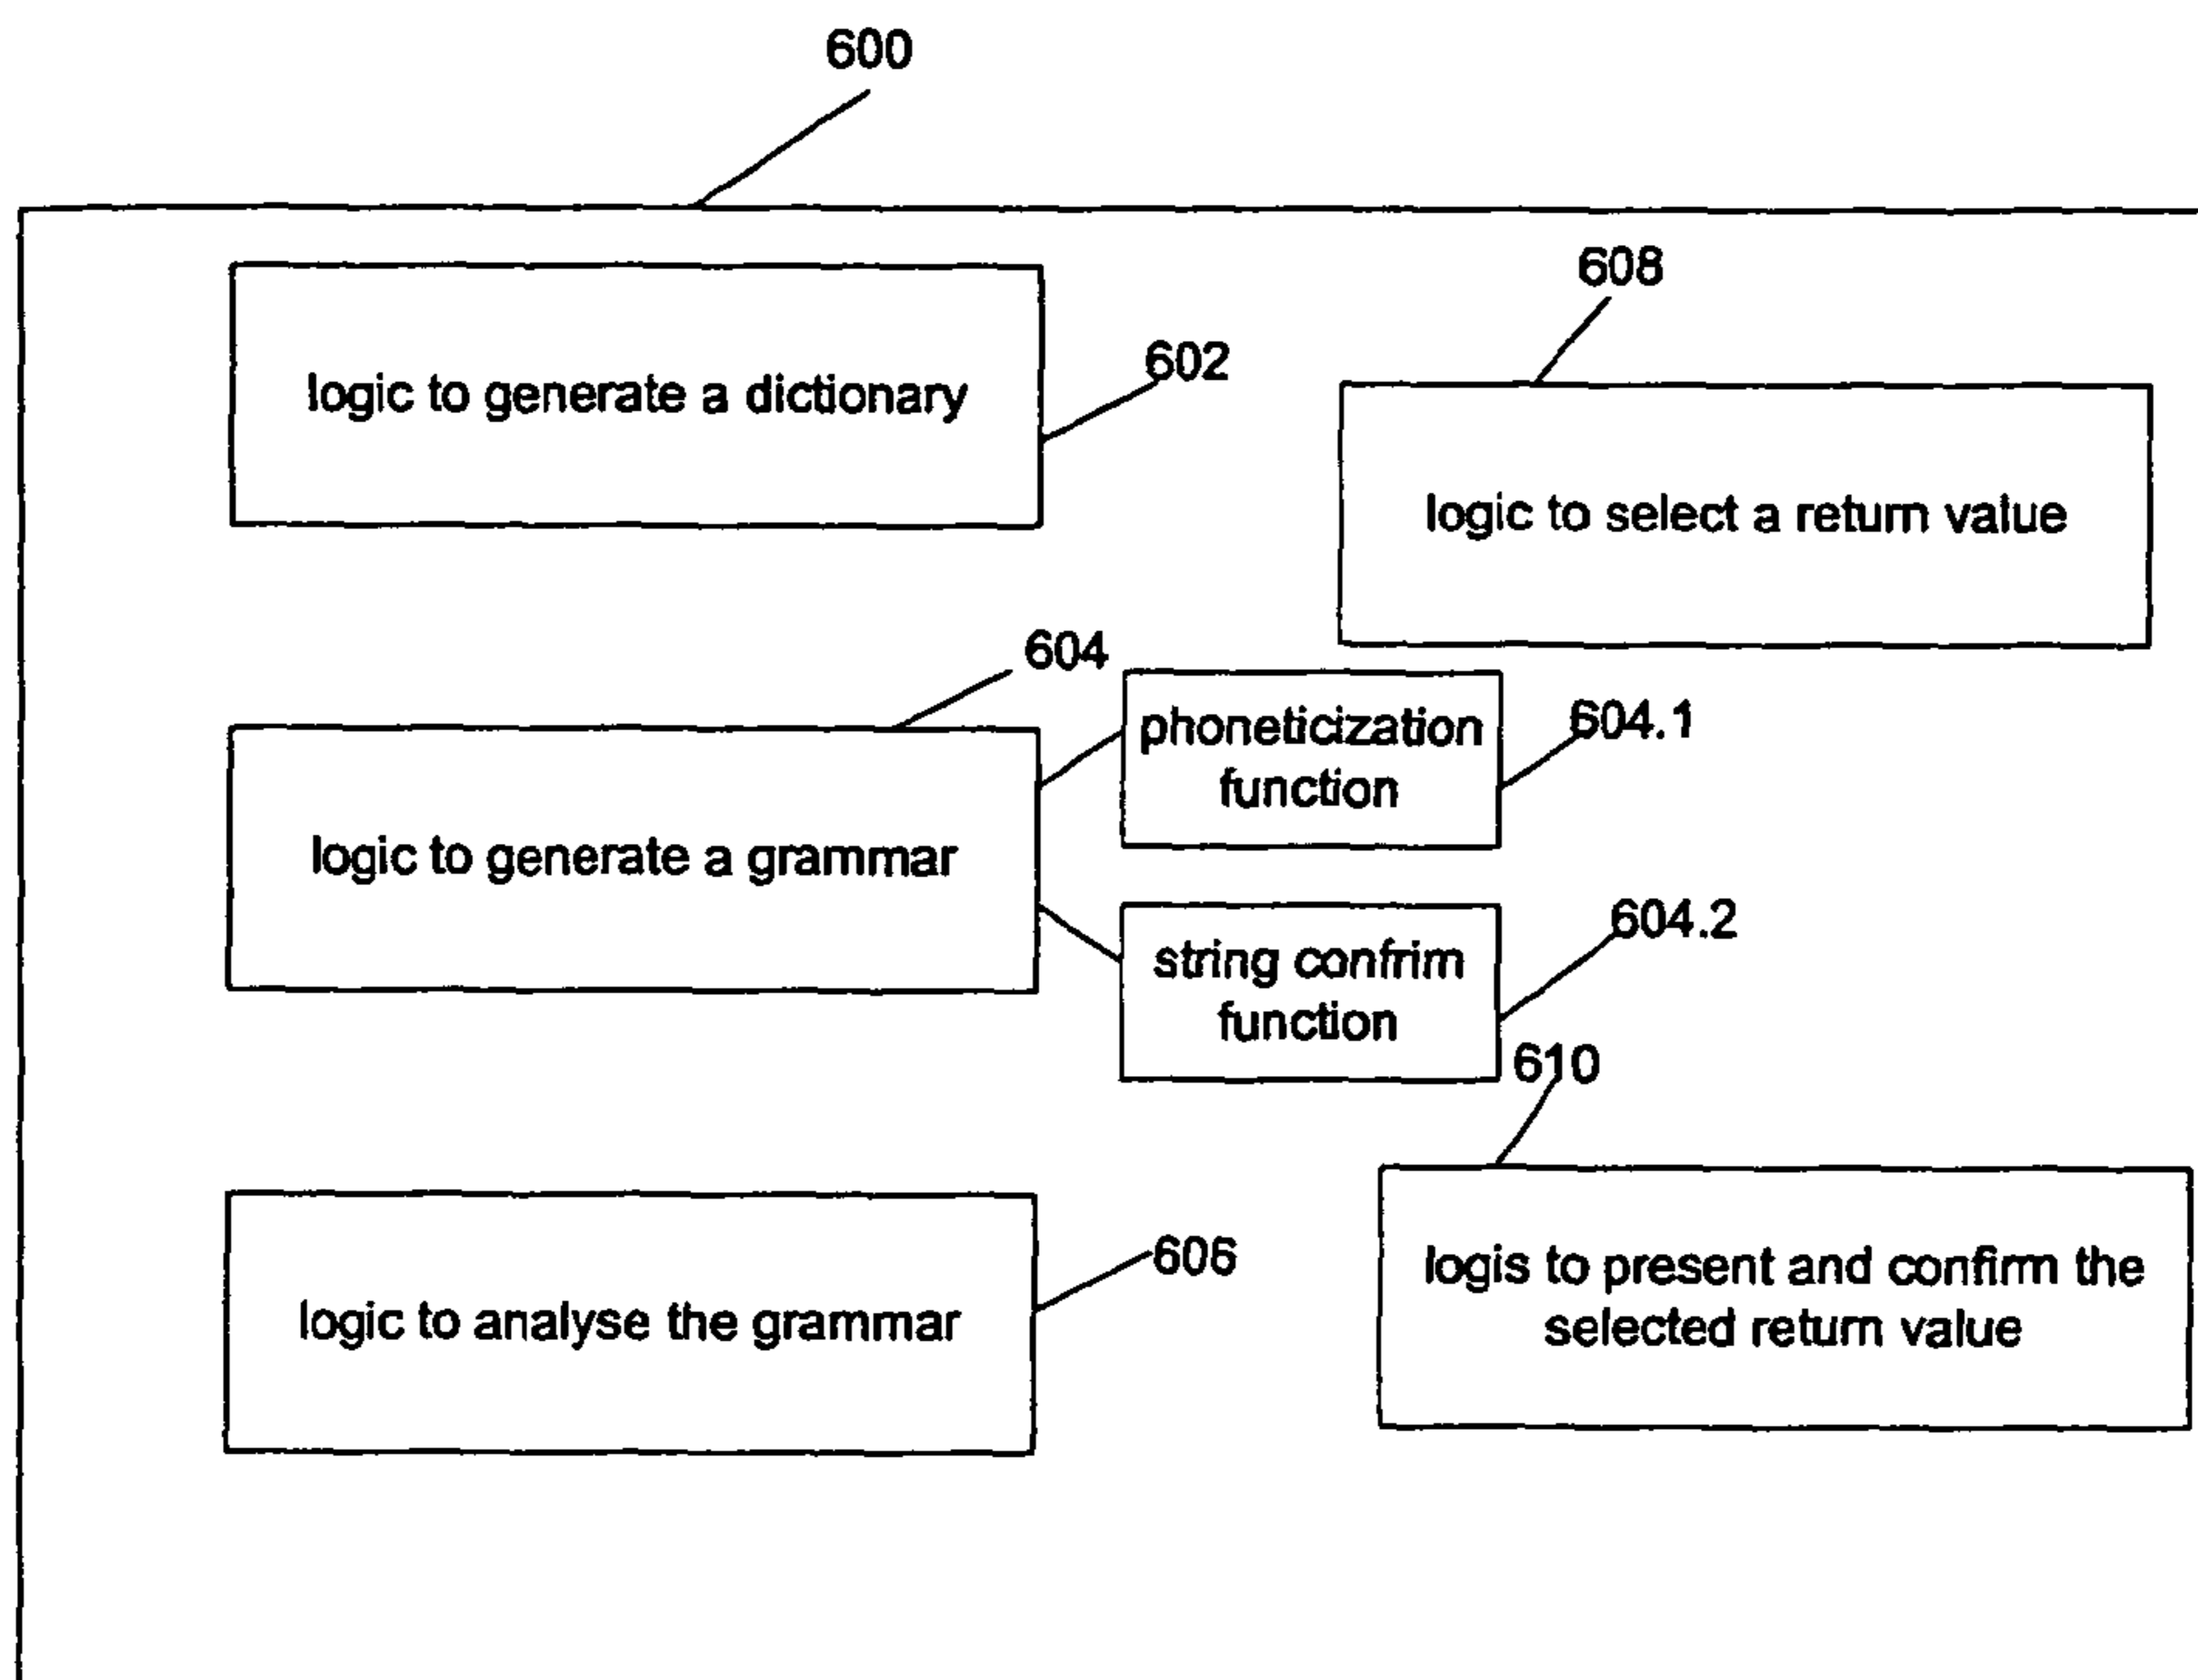 600
logic to generate a dictionary
602
608
logic to select a return value
604
phoneticization
function
604.1
logic to generate a grammar
string confrim
function
604.2
610
logic to analyse the grammar
606
logis to present and confirm the
selected return value